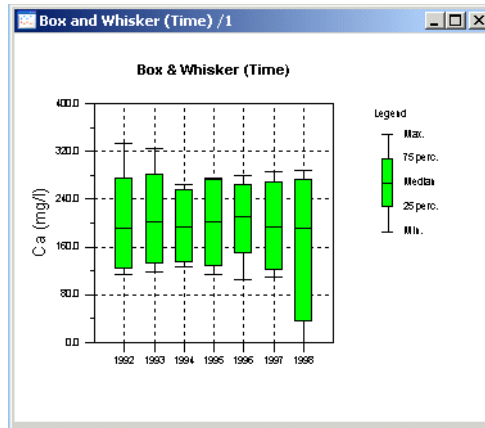 Box and Whisker (Time) /1
Box & Whisker (Time)
400.0
320.0
240.0
160.0
80.0
0.0
Ca (mg/l)
1992 1993 1994 1995 1996 1997 1998
Legend
Max.
75 perc.
Median
25 perc.
Min.